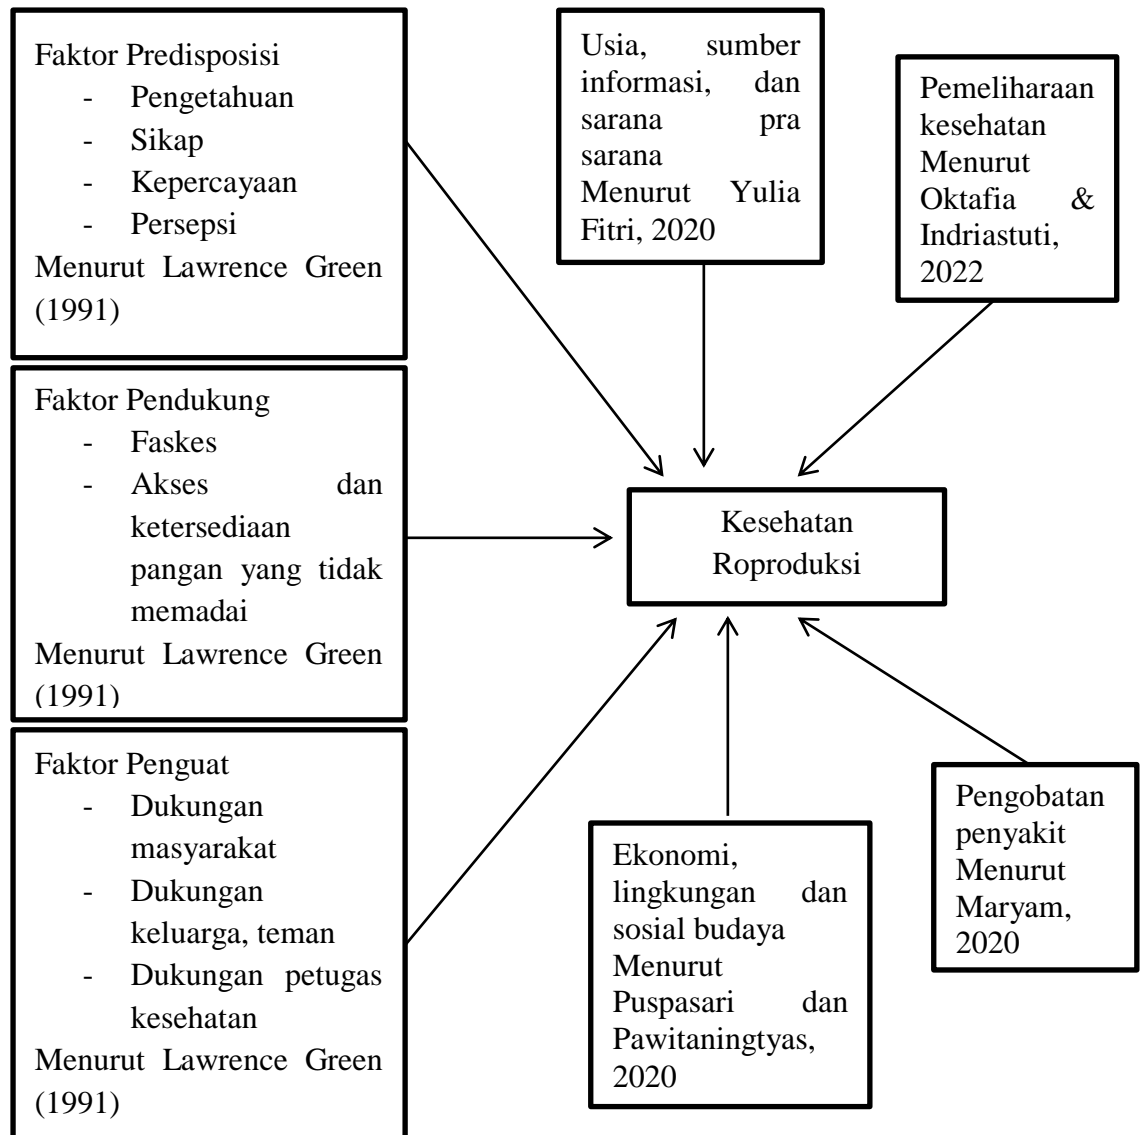 Faktor Predisposisi
- Pengetahuan
- Sikap
- Kepercayaan
- Persepsi
Menurut Lawrence Green
(1991)
Usia, sumber
informasi, dan
sarana pra
sarana
Menurut Yulia
Fitri, 2020
Pemeliharaan
kesehatan
Menurut
Oktafia &
Indriastuti,
2022
Faktor Pendukung
- Faskes
- Akses dan
ketersediaan
pangan yang tidak
memadai
Menurut Lawrence Green
(1991)
Kesehatan
Roproduksi
Faktor Penguat
- Dukungan
masyarakat
- Dukungan
keluarga, teman
- Dukungan petugas
kesehatan
Menurut Lawrence Green
(1991)
Ekonomi,
lingkungan dan
sosial budaya
Menurut
Puspasari dan
Pawitaningtyas,
2020
Pengobatan
penyakit
Menurut
Maryam,
2020